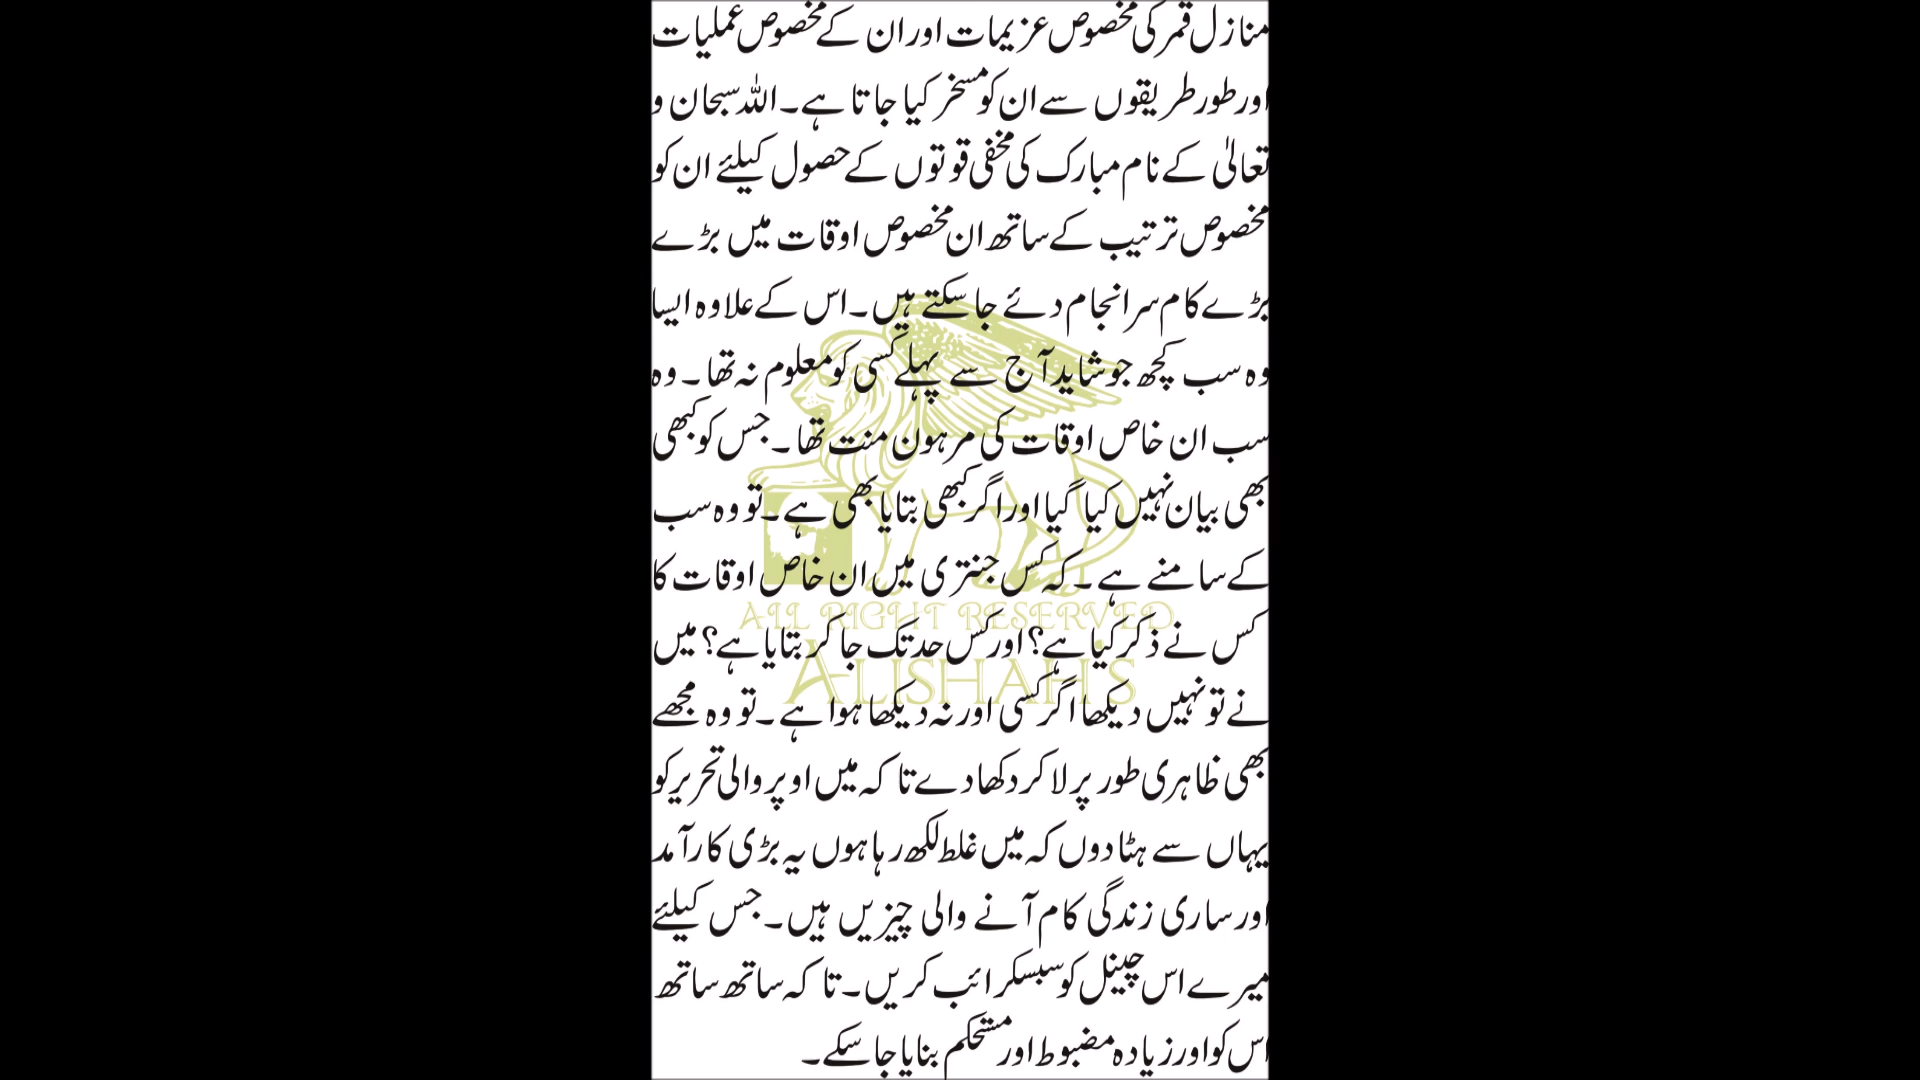 منازل قمر کی مخصوص عزیمات اور ان کے مخصوص عملیات
اور طور طریقوں سے ان کو مسخر کیا جاتا ہے۔ اللہ سبحان و
تعالیٰ کے نام مبارک کی مخفی قوتوں کے حصول کیلئے ان کو
مخصوص ترتیب کے ساتھ ان مخصوص اوقات میں بڑے
بڑے کام سرانجام دئے جاسکتے ہیں۔ اس کے علاوہ ایسا
وہ سب کچھ جو شاید آج سے پہلے کسی کو معلوم نہ تھا۔ وہ
سب ان خاص اوقات کی مرہون منت تھا۔ جس کو کبھی
بھی بیان نہیں کیا گیا اور اگر کبھی بتایا بھی ہے۔ تو وہ سب
کے سامنے ہے۔ کہ کس جنتری میں ان خاص اوقات کا
کس نے ذکر کیا ہے؟ اور کس حد تک جا کر بتایا ہے؟ میں
نے تو نہیں دیکھا اگر کسی اور نہ دیکھا ہوا ہے۔ تو وہ مجھے
بھی ظاہری طور پر لا کر دکھا دے تا کہ میں اوپر والی تحریر کو
یہاں سے ہٹا دوں کہ میں غلط لکھ رہا ہوں یہ بڑی کارآمد
اور ساری زندگی کام آنے والی چیزیں ہیں۔ جس کیلئے
میرے اس چینل کو سبسکرائب کریں۔ تا کہ ساتھ ساتھ
اس کو اور زیادہ مضبوط اور مستحکم بنایا جاسکے۔
ALL RIGHT RESERVED
ALISHAH'S